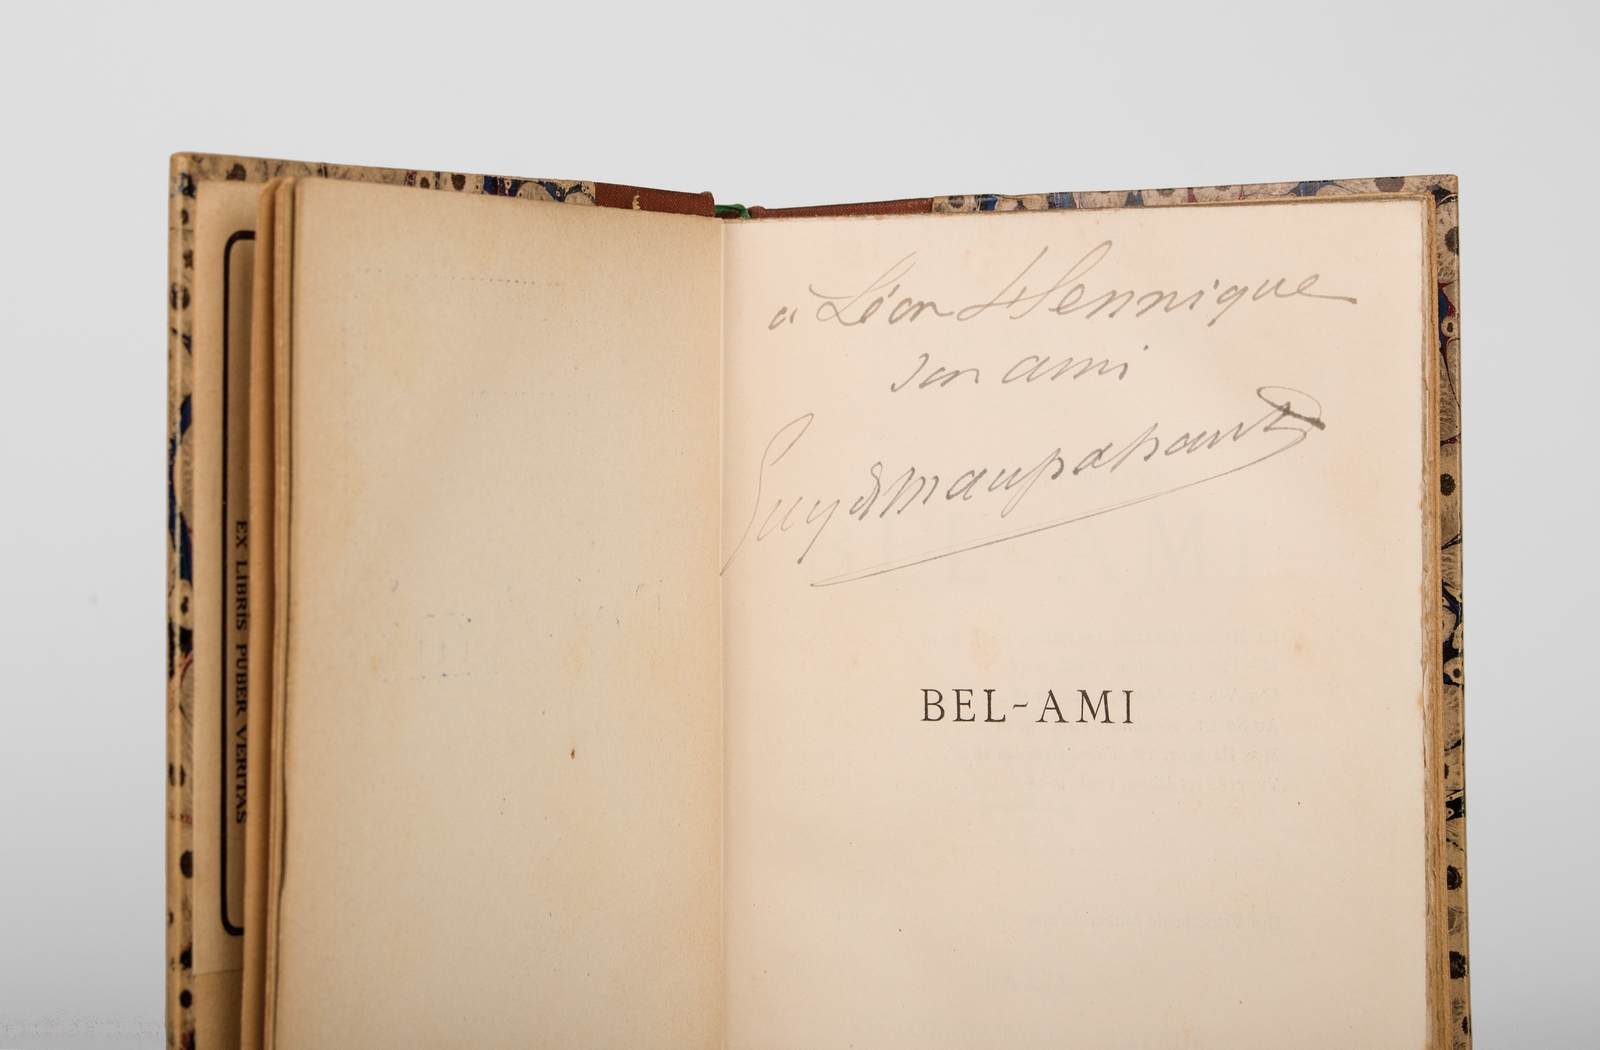 EX LIBRIS PUBER VERITAS
à Léon Hennique
son ami
Guy de Maupassant
BEL-AMI